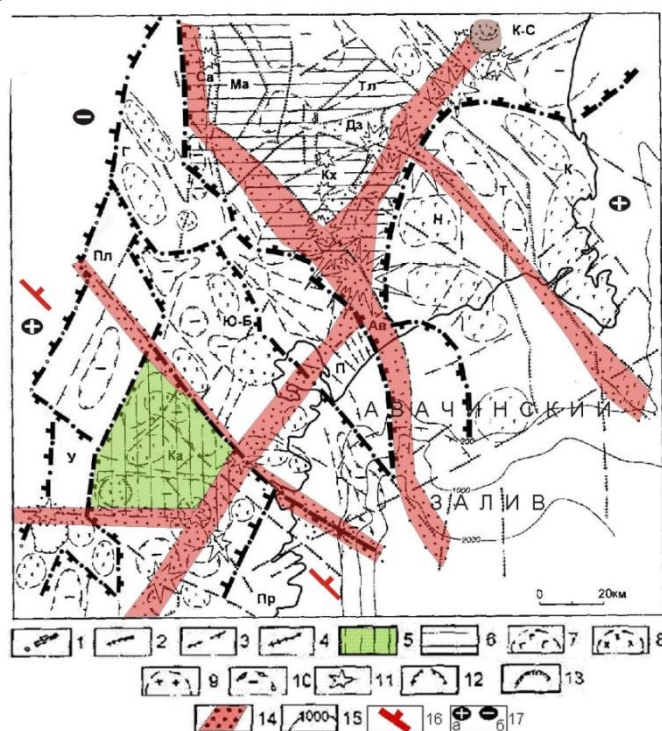 К-С
Са
Ма
Тл
Дз
Кх
Г
К
Т
Н
Пл
Ю-Б
Ав
П
АВАЧИНСКИЙ
200
У
Ка
1000
ЗАЛИВ
2000
Пр
0 20км
1 2 3 4 5 6 7 8
9 10 11 12 13
14 1000 15 16 а б 17